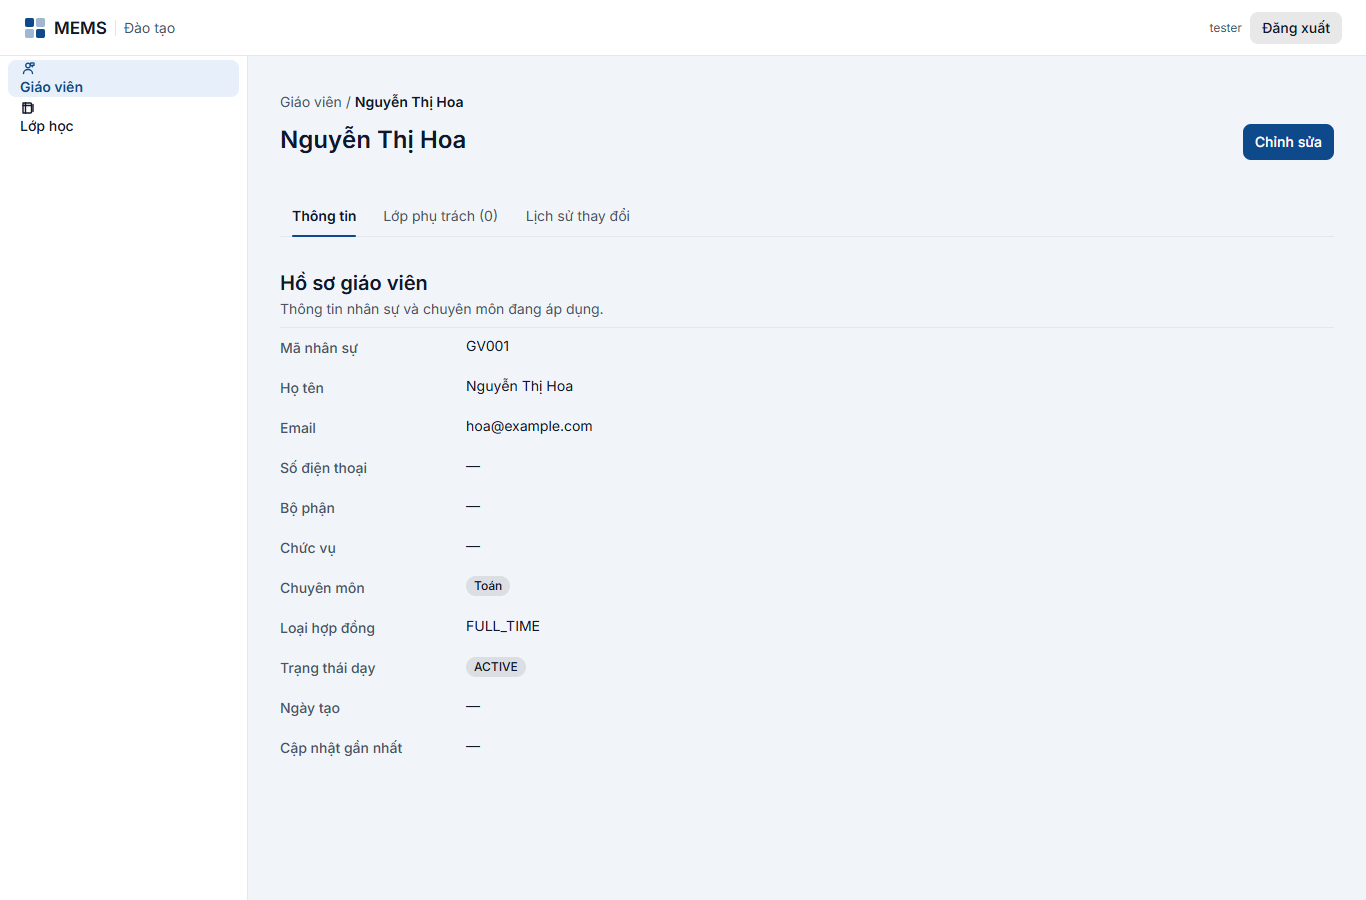 MEMS Đào tạo tester Đăng xuất
Giáo viên
Lớp học
Giáo viên / Nguyễn Thị Hoa
Nguyễn Thị Hoa Chỉnh sửa
Thông tin Lớp phụ trách (0) Lịch sử thay đổi
Hồ sơ giáo viên
Thông tin nhân sự và chuyên môn đang áp dụng.
Mã nhân sự GV001
Họ tên Nguyễn Thị Hoa
Email hoa@example.com
Số điện thoại —
Bộ phận —
Chức vụ —
Chuyên môn Toán
Loại hợp đồng FULL_TIME
Trạng thái dạy ACTIVE
Ngày tạo —
Cập nhật gần nhất —